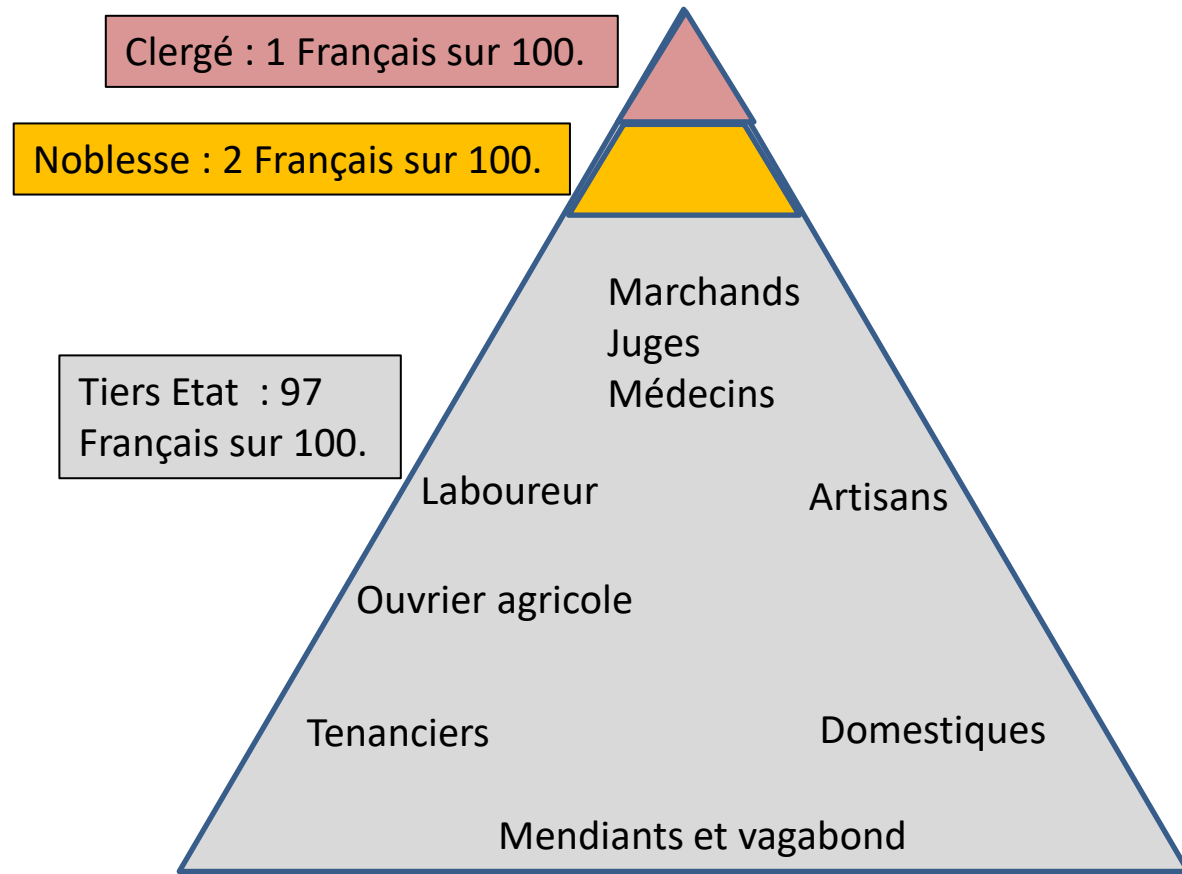 Clergé : 1 Français sur 100.
Noblesse : 2 Français sur 100.
Marchands
Juges
Médecins
Tiers Etat  : 97
Français sur 100.
Laboureur
Artisans
Ouvrier agricole
Tenanciers
Domestiques
Mendiants et vagabond